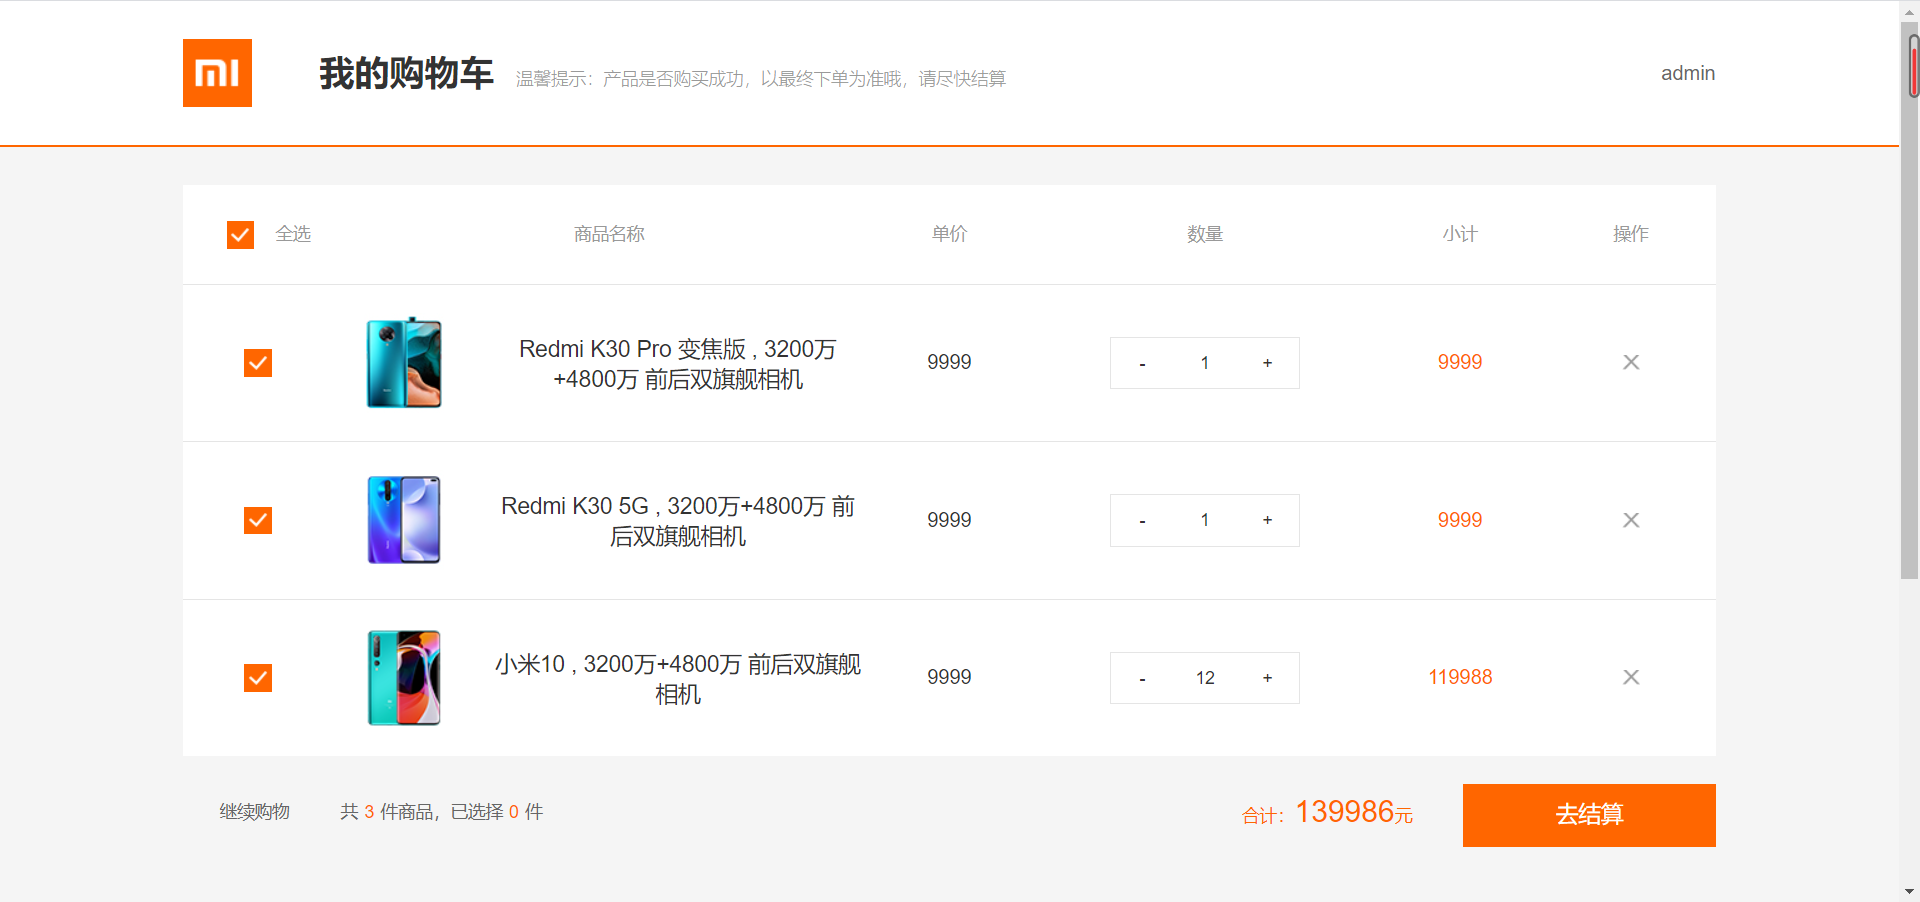 mi
我的购物车 温馨提示：产品是否购买成功，以最终下单为准哦，请尽快结算 admin
全选 商品名称 单价 数量 小计 操作
Redmi K30 Pro 变焦版 , 3200万
+4800万 前后双旗舰相机
9999 - 1 + 9999
Redmi K30 5G , 3200万+4800万 前
后双旗舰相机
9999 - 1 + 9999
小米10 , 3200万+4800万 前后双旗舰
相机
9999 - 12 + 119988
继续购物 共 3 件商品，已选择 0 件 合计：139986元 去结算